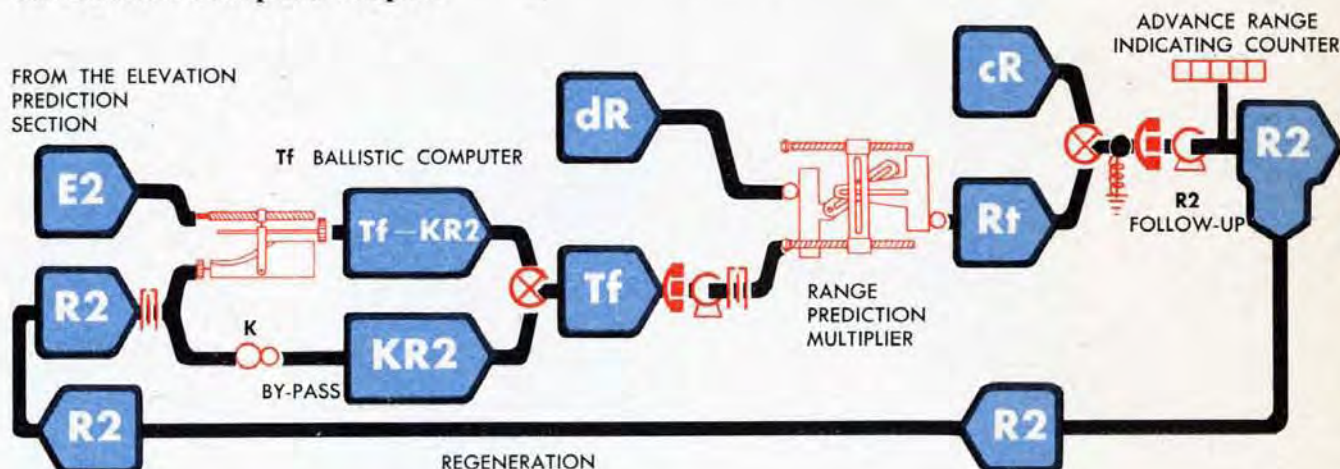 ADVANCE RANGE
INDICATING COUNTER
FROM THE ELEVATION
PREDICTION
SECTION
cR
dR
R2
Tf BALLISTIC COMPUTER
E2
Tf-KR2
Rt
R2
FOLLOW-UP
R2
Tf
RANGE
PREDICTION
MULTIPLIER
K
KR2
BY-PASS
R2
R2
REGENERATION